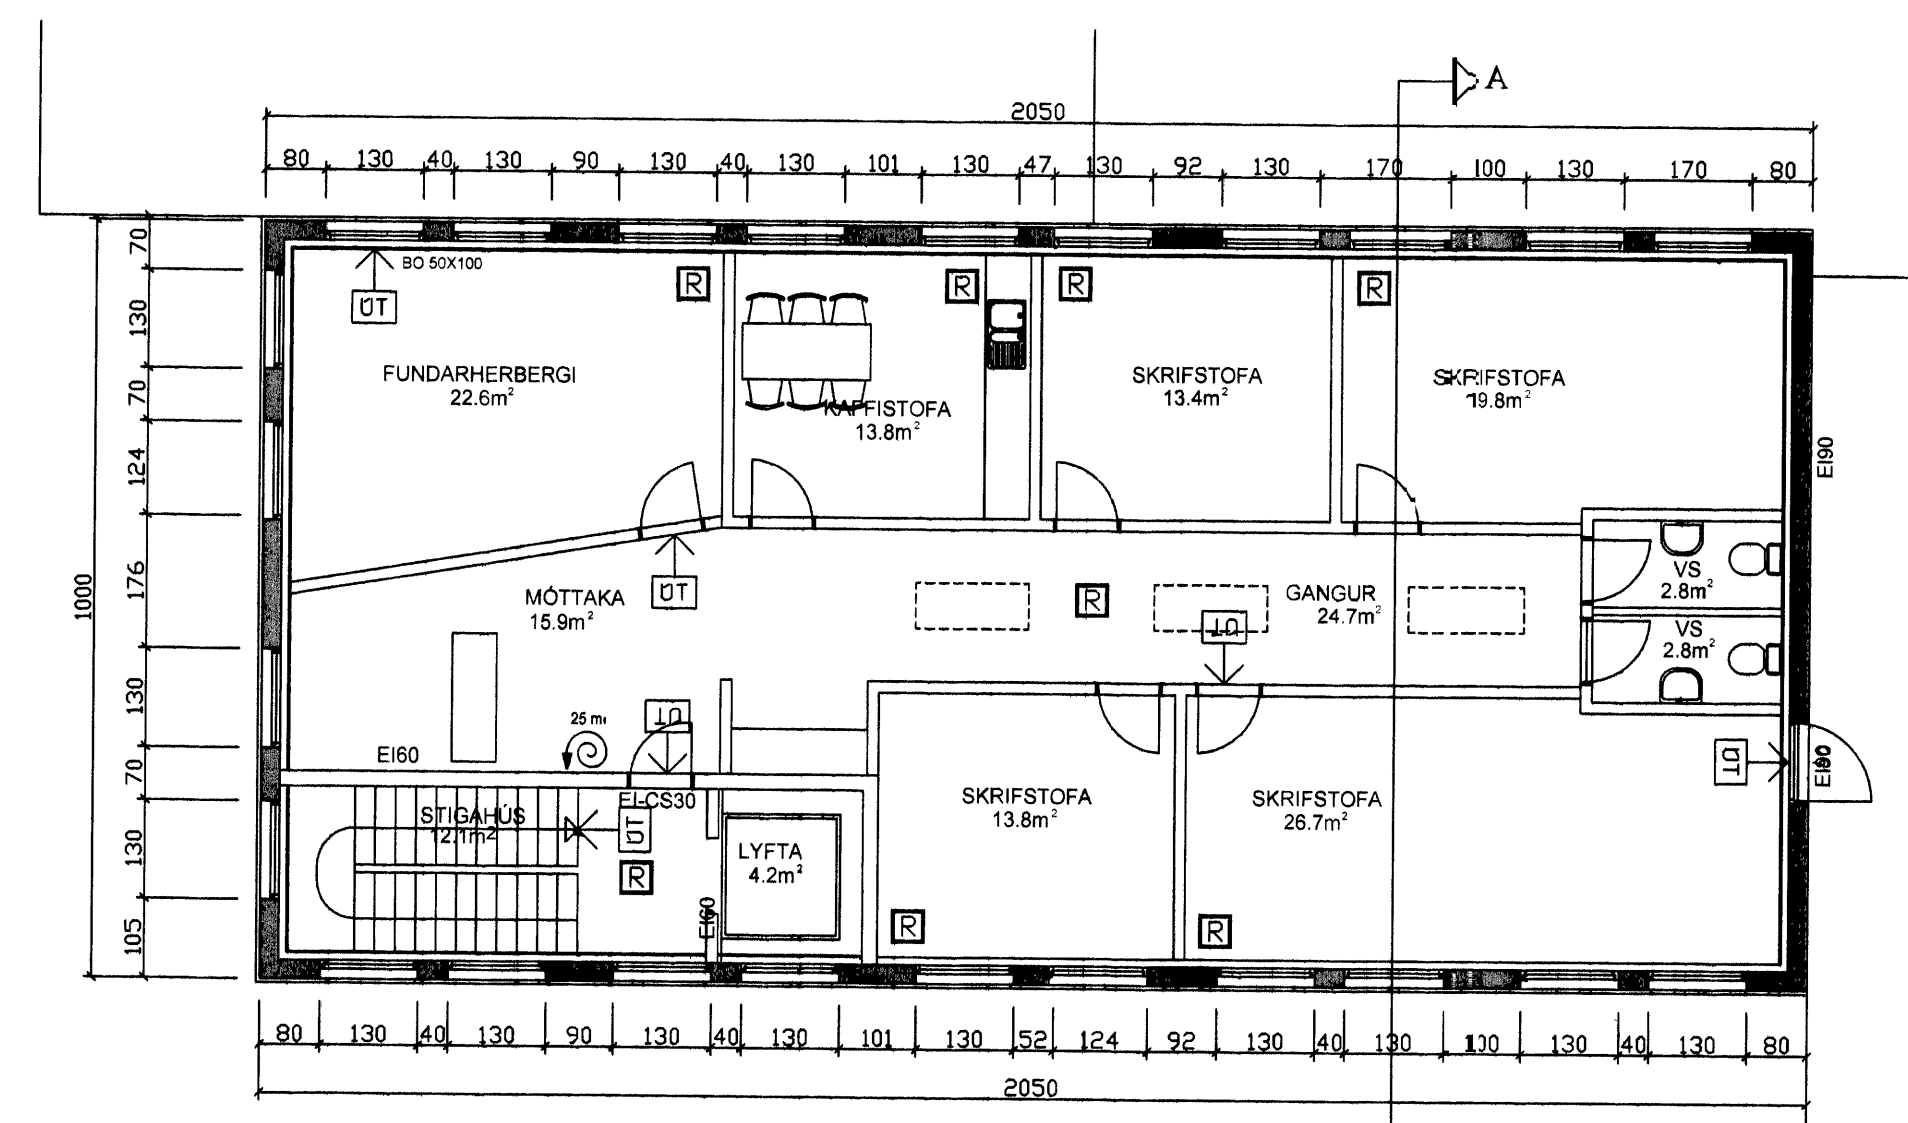 A
2050
80 130 40 130 90 130 40 130 101 130 47 130 92 130 170 100 130 170 80
70
130
70
124
176
130
70
130
105
1000
BO 50X100
ÚT
R
R
R
R
FUNDARHERBERGI
22.6m²
KAFFISTOFA
13.8m²
SKRIFSTOFA
13.4m²
SKRIFSTOFA
19.8m²
EI90
MÓTTAKA
15.9m²
ÚT
R
GANGUR
24.7m²
ÚT
VS
2.8m²
VS
2.8m²
25 m
ÚT
EI60
EI-CS30
ÚT
EI90
STIGAHÚS
12.1m²
ÚT
R
LYFTA
4.2m²
EI60
SKRIFSTOFA
13.8m²
R
SKRIFSTOFA
26.7m²
R
80 130 40 130 90 130 40 130 101 130 52 124 92 130 40 130 100 130 40 130 80
2050